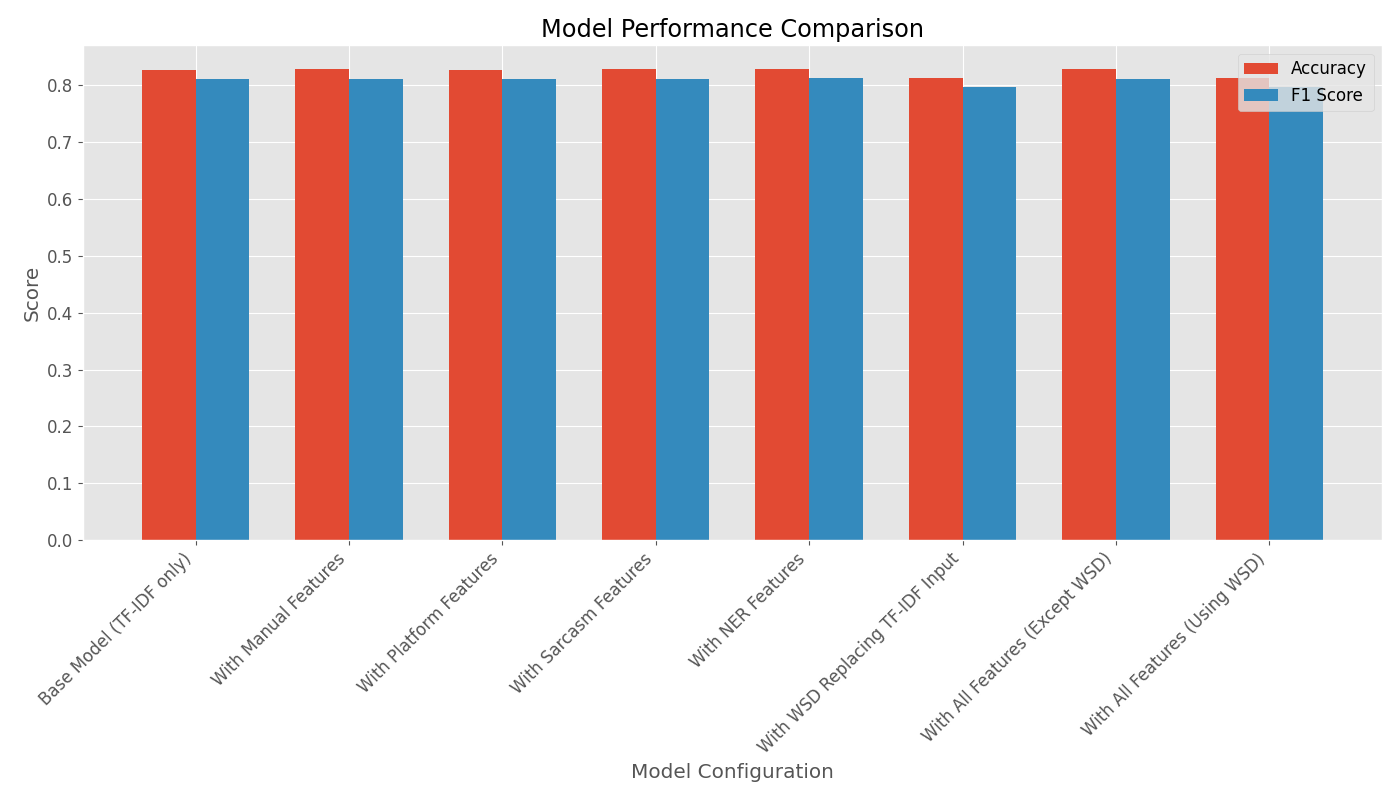 Model Performance Comparison
Accuracy
F1 Score
Score
0.8
0.7
0.6
0.5
0.4
0.3
0.2
0.1
0.0
Base Model (TF-IDF only)
With Manual Features
With Platform Features
With Sarcasm Features
With NER Features
With WSD Replacing TF-IDF Input
With All Features (Except WSD)
With All Features (Using WSD)
Model Configuration